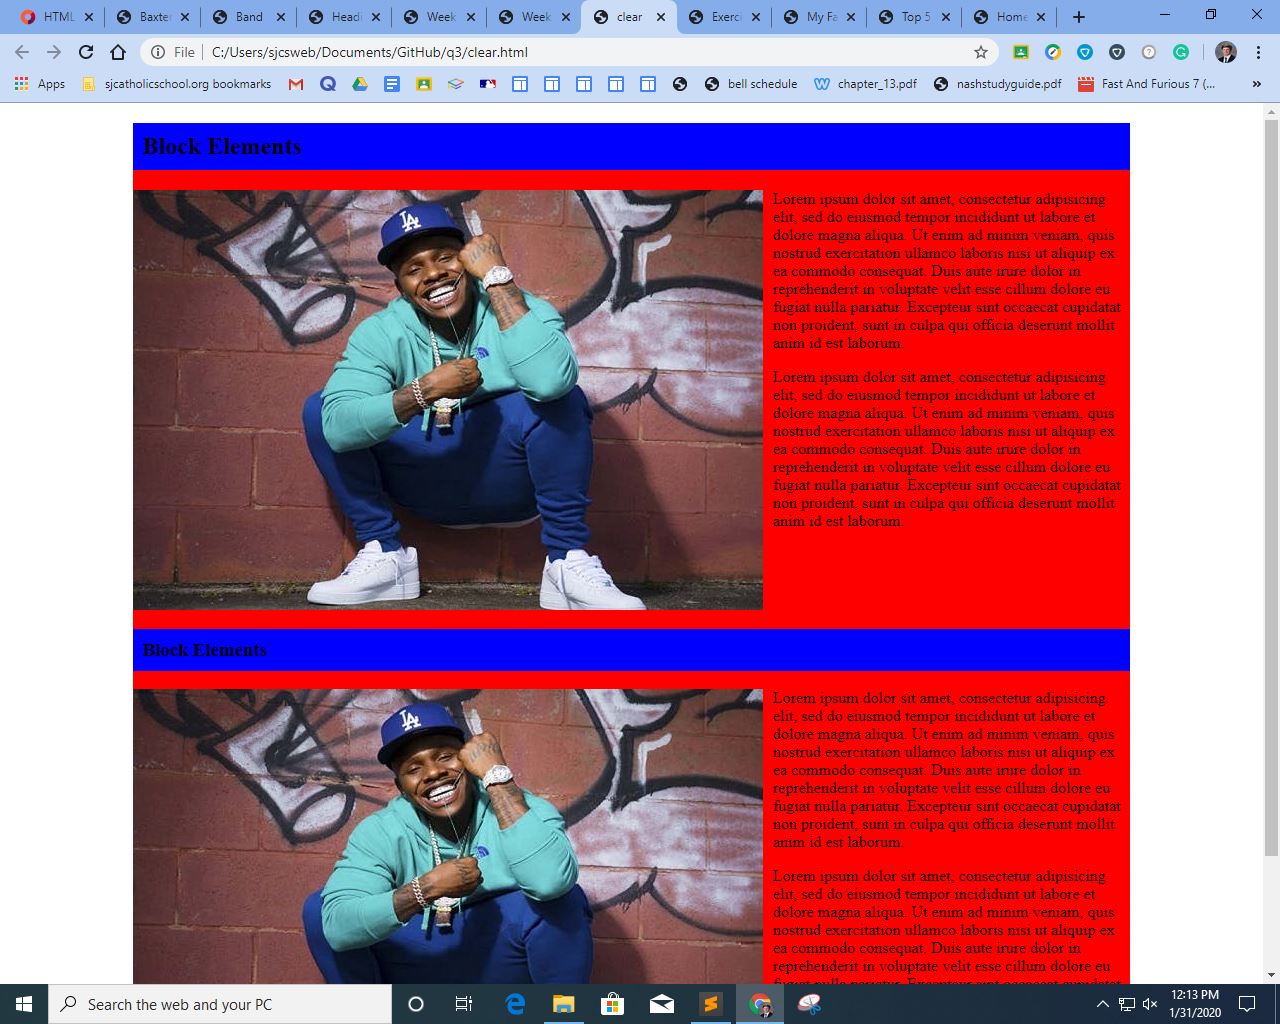 HTML
Baxter
Band
Headi
Week
Week
clear
Exerci
My Fa
Top 5
Home
File
C:/Users/sjcsweb/Documents/GitHub/q3/clear.html
Apps
sjcatholicschool.org bookmarks
bell schedule
chapter_13.pdf
nashstudyguide.pdf
Fast And Furious 7 (...
»
Block Elements
LA
Lorem ipsum dolor sit amet, consectetur adipisicing
elit, sed do eiusmod tempor incididunt ut labore et
dolore magna aliqua. Ut enim ad minim veniam, quis
nostrud exercitation ullamco laboris nisi ut aliquip ex
ea commodo consequat. Duis aute irure dolor in
reprehenderit in voluptate velit esse cillum dolore eu
fugiat nulla pariatur. Excepteur sint occaecat cupidatat
non proident, sunt in culpa qui officia deserunt mollit
anim id est laborum.
Lorem ipsum dolor sit amet, consectetur adipisicing
elit, sed do eiusmod tempor incididunt ut labore et
dolore magna aliqua. Ut enim ad minim veniam, quis
nostrud exercitation ullamco laboris nisi ut aliquip ex
ea commodo consequat. Duis aute irure dolor in
reprehenderit in voluptate velit esse cillum dolore eu
fugiat nulla pariatur. Excepteur sint occaecat cupidatat
non proident, sunt in culpa qui officia deserunt mollit
anim id est laborum.
Block Elements
LA
Lorem ipsum dolor sit amet, consectetur adipisicing
elit, sed do eiusmod tempor incididunt ut labore et
dolore magna aliqua. Ut enim ad minim veniam, quis
nostrud exercitation ullamco laboris nisi ut aliquip ex
ea commodo consequat. Duis aute irure dolor in
reprehenderit in voluptate velit esse cillum dolore eu
fugiat nulla pariatur. Excepteur sint occaecat cupidatat
non proident, sunt in culpa qui officia deserunt mollit
anim id est laborum.
Lorem ipsum dolor sit amet, consectetur adipisicing
elit, sed do eiusmod tempor incididunt ut labore et
dolore magna aliqua. Ut enim ad minim veniam, quis
nostrud exercitation ullamco laboris nisi ut aliquip ex
ea commodo consequat. Duis aute irure dolor in
reprehenderit in voluptate velit esse cillum dolore eu
Search the web and your PC
12:13 PM
1/31/2020